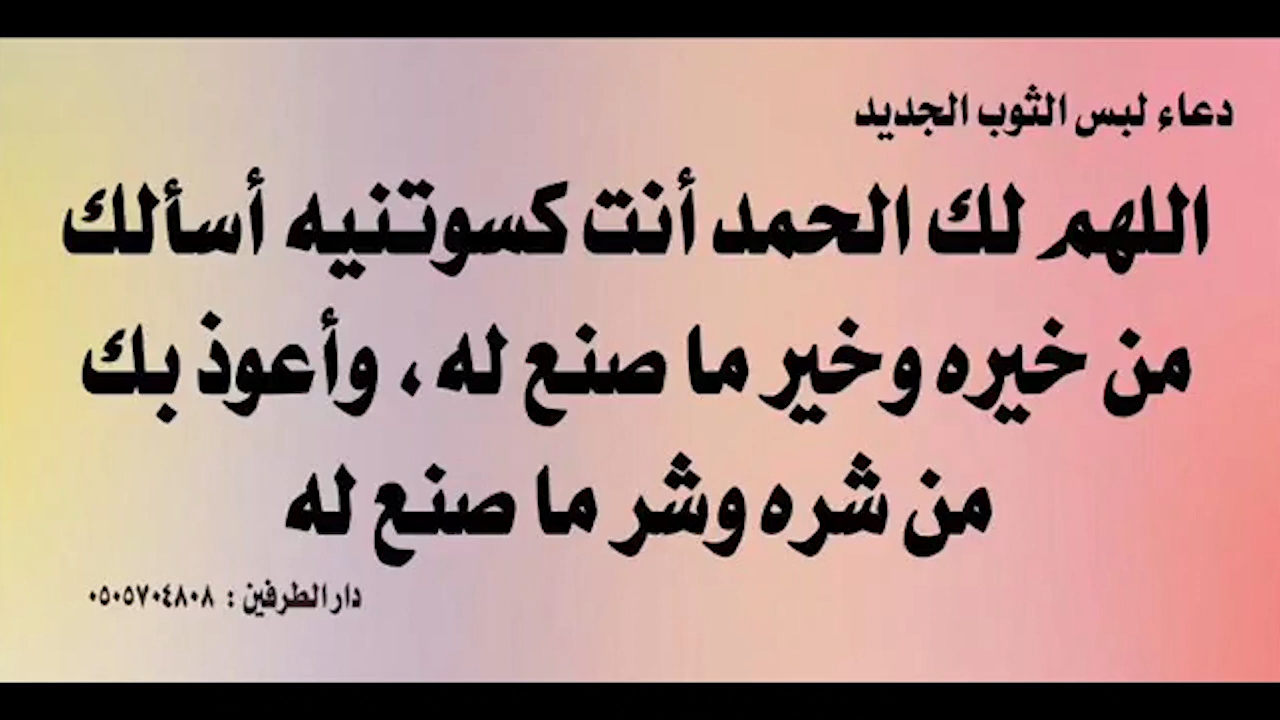 دعاء لبس الثوب الجديد
اللهم لك الحمد أنت كسوتنيه أسألك
من خيره وخير ما صنع له ، وأعوذ بك
من شره وشر ما صنع له
دار الطرفين : ٠٥٠٥٧٠٤٨٠٨